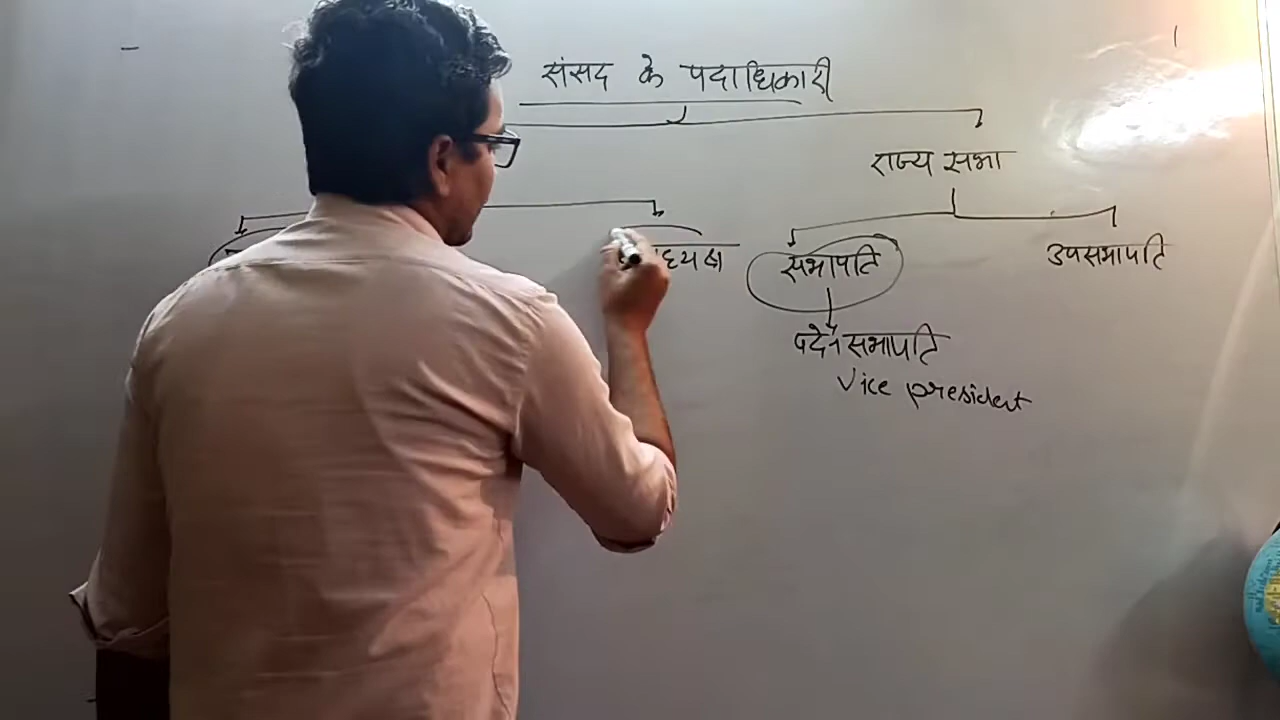 संसद के पदाधिकारी
राज्य सभा
सभापति
उपसभापति
पदेन सभापति
Vice president